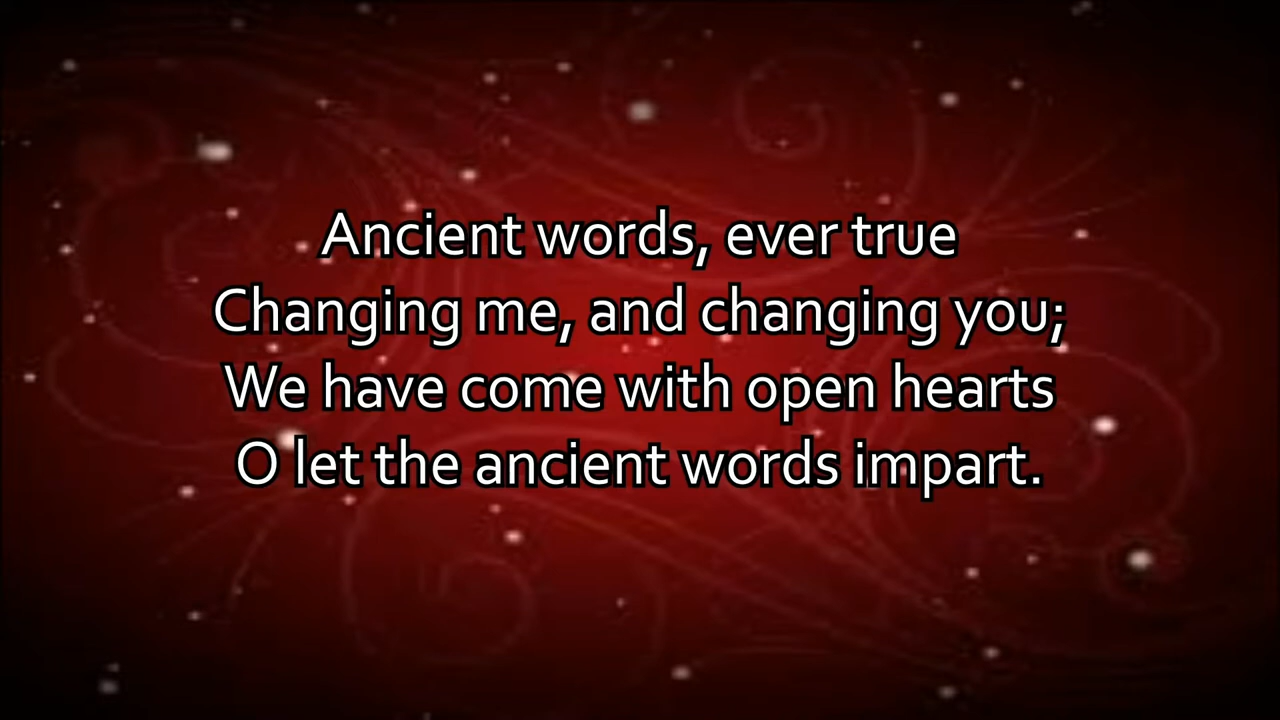 Ancient words, ever true
Changing me, and changing you;
We have come with open hearts
O let the ancient words impart.